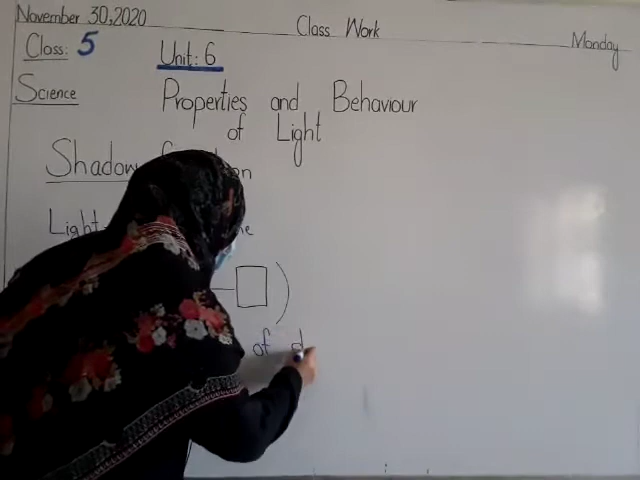 November 30,2020 Class Work Monday
Class: 5 Unit: 6
Science Properties and Behaviour
of Light
Shadow
Light
of d